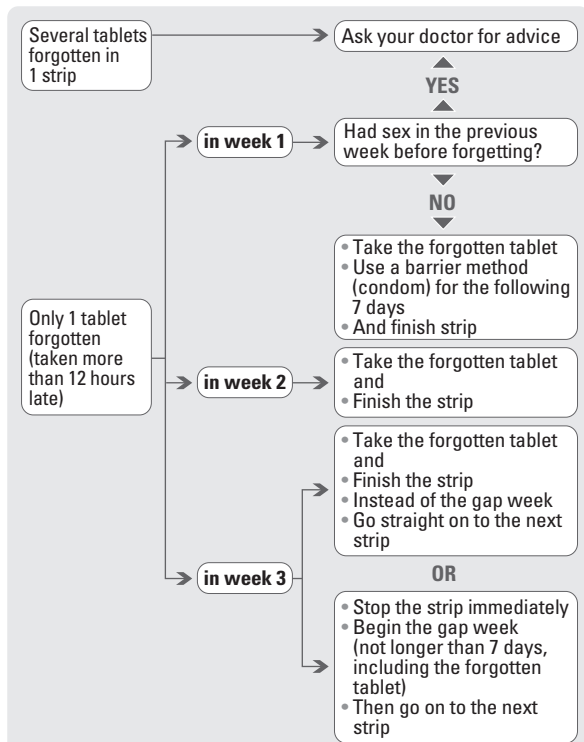 Several tablets
forgotten in
1 strip
Ask your doctor for advice
YES
in week 1
Had sex in the previous
week before forgetting?
NO
• Take the forgotten tablet
• Use a barrier method
(condom) for the following
7 days
• And finish strip
Only 1 tablet
forgotten
(taken more
than 12 hours
late)
in week 2
• Take the forgotten tablet
and
• Finish the strip
in week 3
• Take the forgotten tablet
and
• Finish the strip
• Instead of the gap week
• Go straight on to the next
strip
OR
• Stop the strip immediately
• Begin the gap week
(not longer than 7 days,
including the forgotten
tablet)
• Then go on to the next
strip